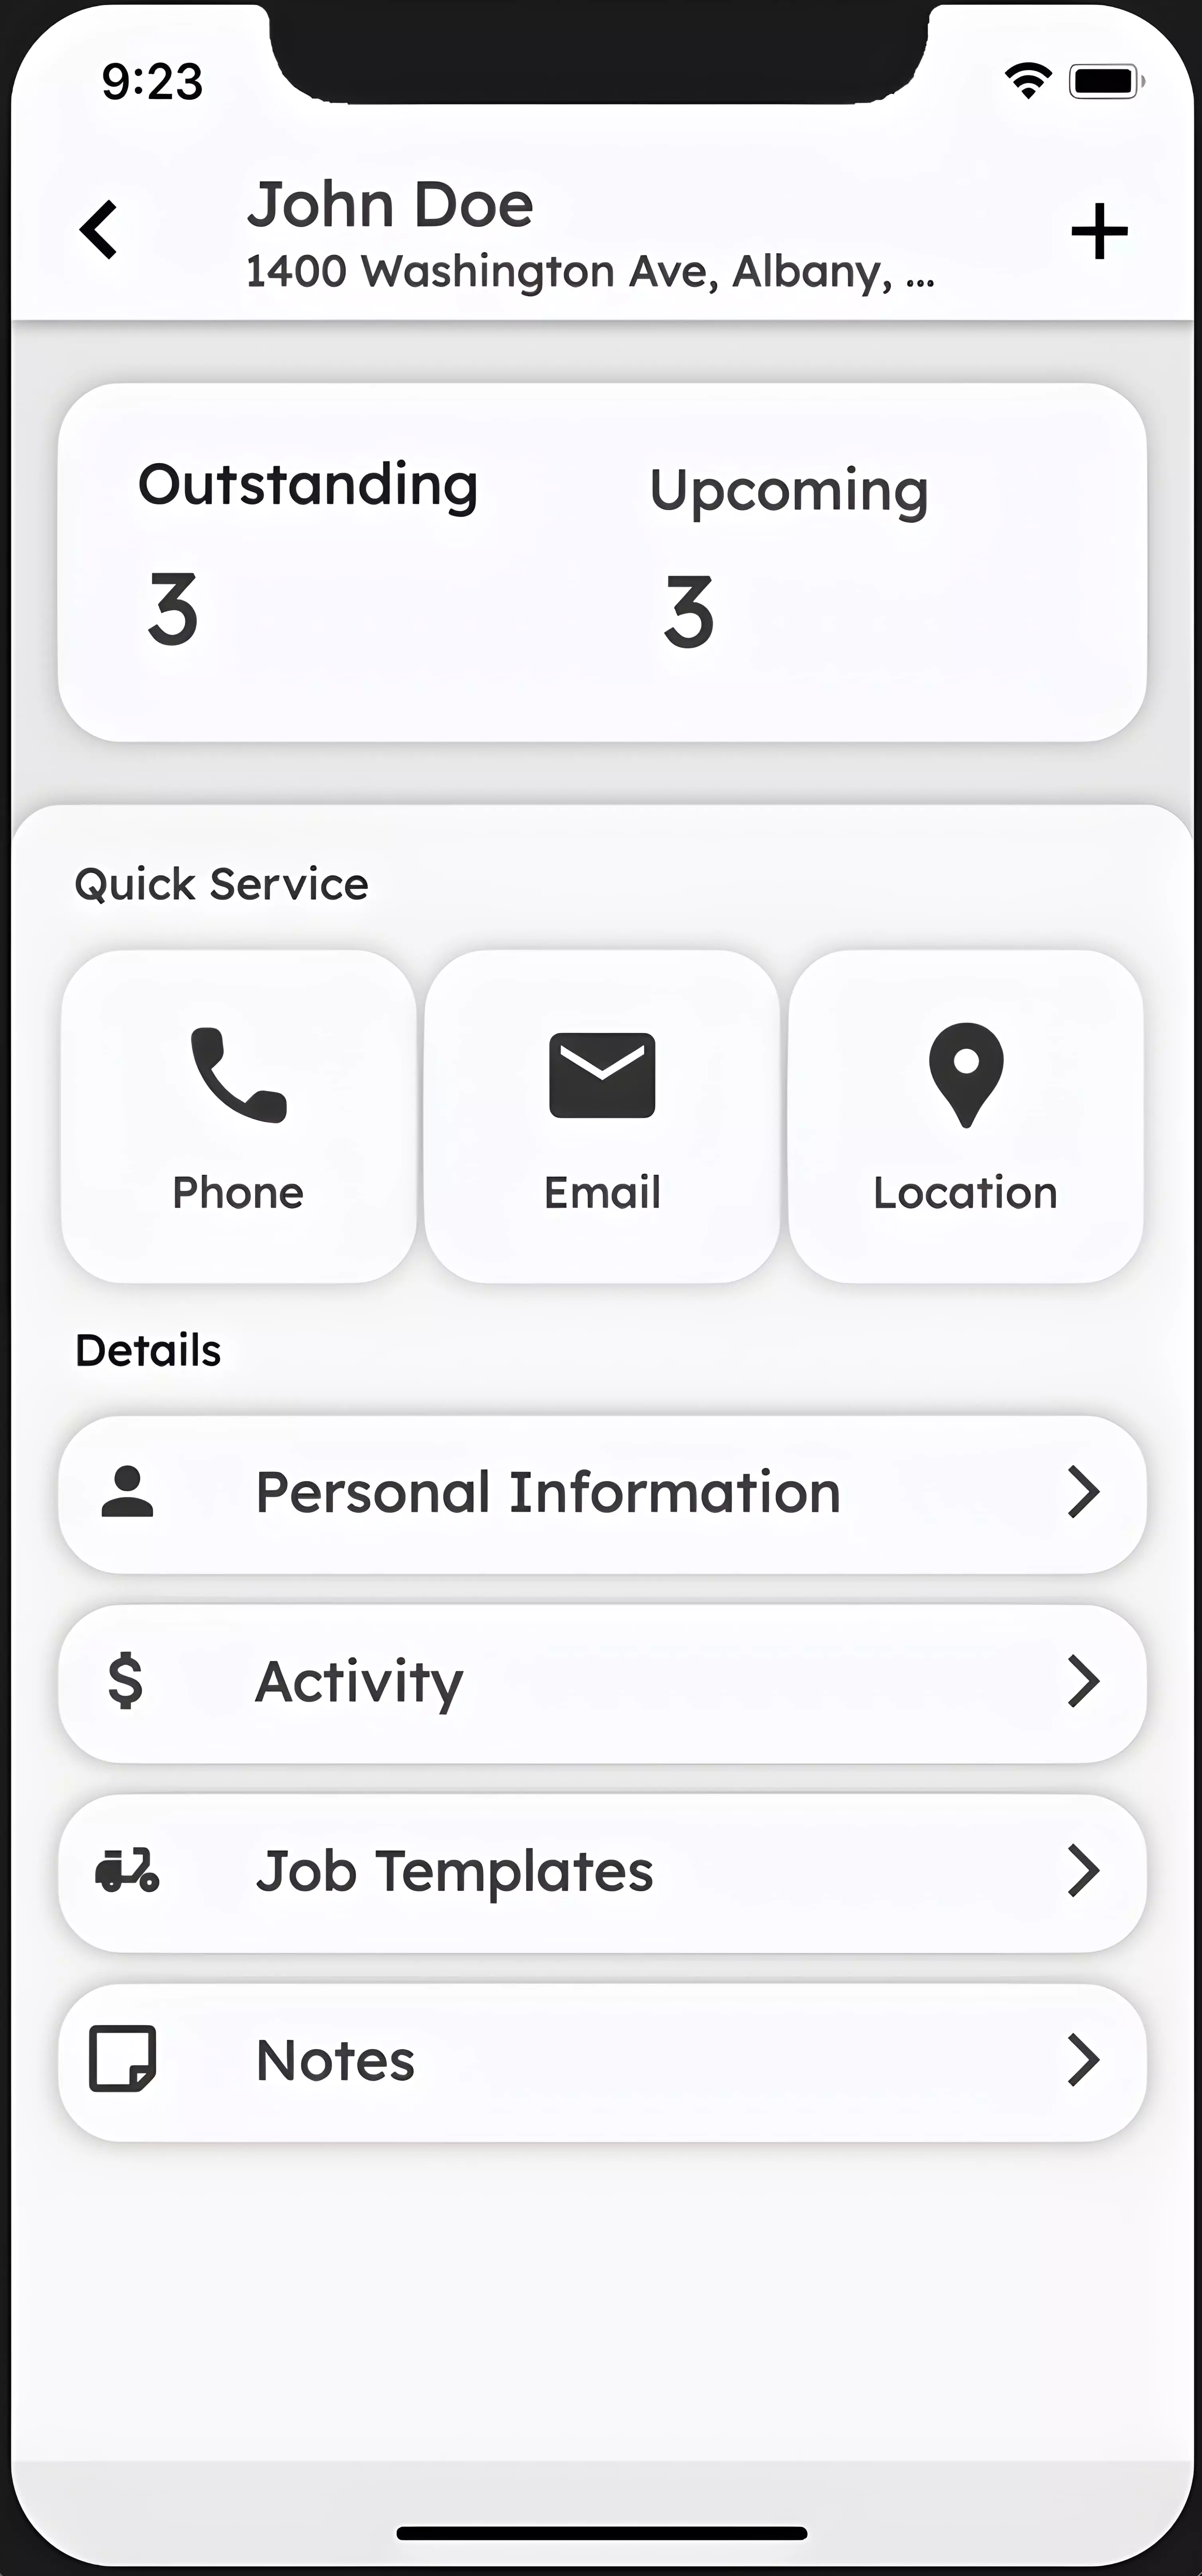 9:23
John Doe
1400 Washington Ave, Albany, ...
Outstanding
Upcoming
3
3
Quick Service
Phone
Email
Location
Details
Personal Information
$ Activity
Job Templates
Notes